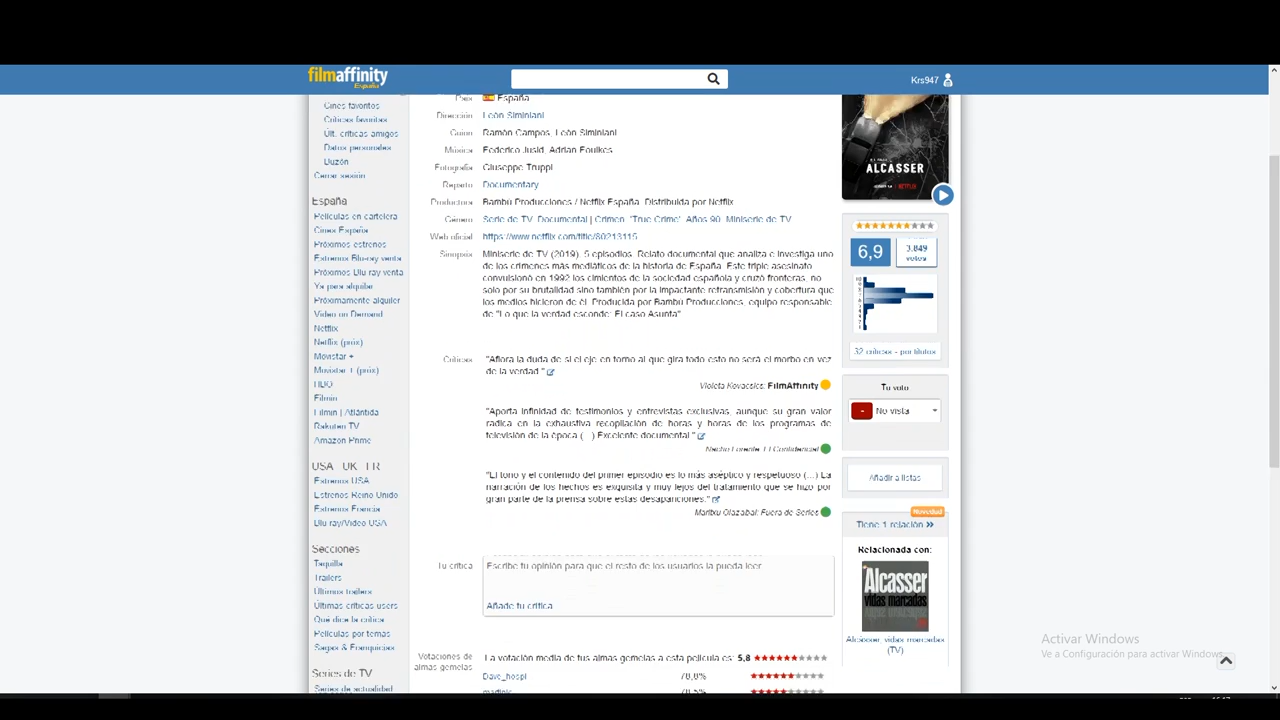 filmaffinity
España
Krs947
Cines favoritos
Críticas favoritas
Últ. críticas amigos
Datos personales
Buzón
Cerrar sesión
España
Películas en cartelera
Cines España
Próximos estrenos
Estrenos Blu-ray venta
Próximos Blu-ray venta
Ya para alquilar
Próximamente alquiler
Video on Demand
Netflix
Netflix (prox)
Movistar +
Movistar + (prox)
HBO
Filmin
Filmin | Atlántida
Rakuten TV
Amazon Prime
USA UK FR
Estrenos USA
Estrenos Reino Unido
Estrenos Francia
Blu-ray/Video USA
Secciones
Taquilla
Trailers
Últimos trailers
Últimas críticas users
Qué dice la crítica
Películas por temas
Sagas & Franquicias
Series de TV
Series de actualidad
País España
Dirección León Siminiani
Guion Ramón Campos, León Siminiani
Música Federico Jusid, Adrian Foulkes
Fotografía Giuseppe Truppi
Reparto Documentary
Productora Bambú Producciones / Netflix España. Distribuida por Netflix
Género Serie de TV. Documental | Crimen. "True Crime". Años 90. Miniserie de TV
Web oficial https://www.netflix.com/title/80213115
Sinopsis Miniserie de TV (2019). 5 episodios. Relato documental que analiza e investiga uno
de los crímenes más mediáticos de la historia de España. Este triple asesinato
convulsionó en 1992 los cimientos de la sociedad española y cruzó fronteras, no
solo por su brutalidad sino también por la impactante retransmisión y cobertura que
los medios hicieron de él. Producida por Bambú Producciones, equipo responsable
de "Lo que la verdad esconde: El caso Asunta"
Críticas "Aflora la duda de si el eje en torno al que gira todo esto no será el morbo en vez
de la verdad"
Violeta Kovacsics: FilmAffinity
"Aporta infinidad de testimonios y entrevistas exclusivas, aunque su gran valor
radica en la exhaustiva recopilación de horas y horas de los programas de
televisión de la época (...) Excelente documental."
Nacho Lorente: El Confidencial
"El tono y el contenido del primer episodio es lo más aséptico y respetuoso (...) La
narración de los hechos es exquisita y muy lejos del tratamiento que se hizo por
gran parte de la prensa sobre estas desapariciones."
Maritxu Olazabal: Fuera de Series
Tu crítica Escribe tu opinión para que el resto de los usuarios la pueda leer
Añade tu crítica
Votaciones de
almas gemelas
La votación media de tus almas gemelas a esta película es: 5,8
Dave_hospi 70,0%
ALCASSER
NETFLIX
6,9
3.849
votos
32 críticas - por títulos
Tu voto
- No vista
Añadir a listas
Novedad
Tiene 1 relación
Relacionada con:
Alcasser
vidas marcadas
Alcàsser, vidas marcadas
(TV)
Activar Windows
Ve a Configuración para activar Windows.